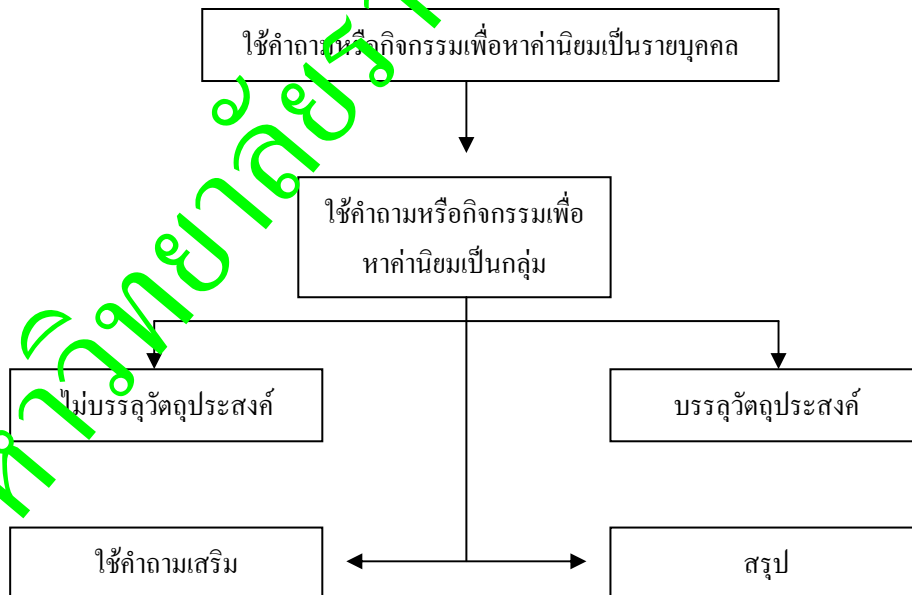 ใช้คำถามหรือกิจกรรมเพื่อหาค่านิยมเป็นรายบุคคล
ใช้คำถามหรือกิจกรรมเพื่อ
หาค่านิยมเป็นกลุ่ม
ไม่บรรลุวัตถุประสงค์
บรรลุวัตถุประสงค์
ใช้คำถามเสริม
สรุป